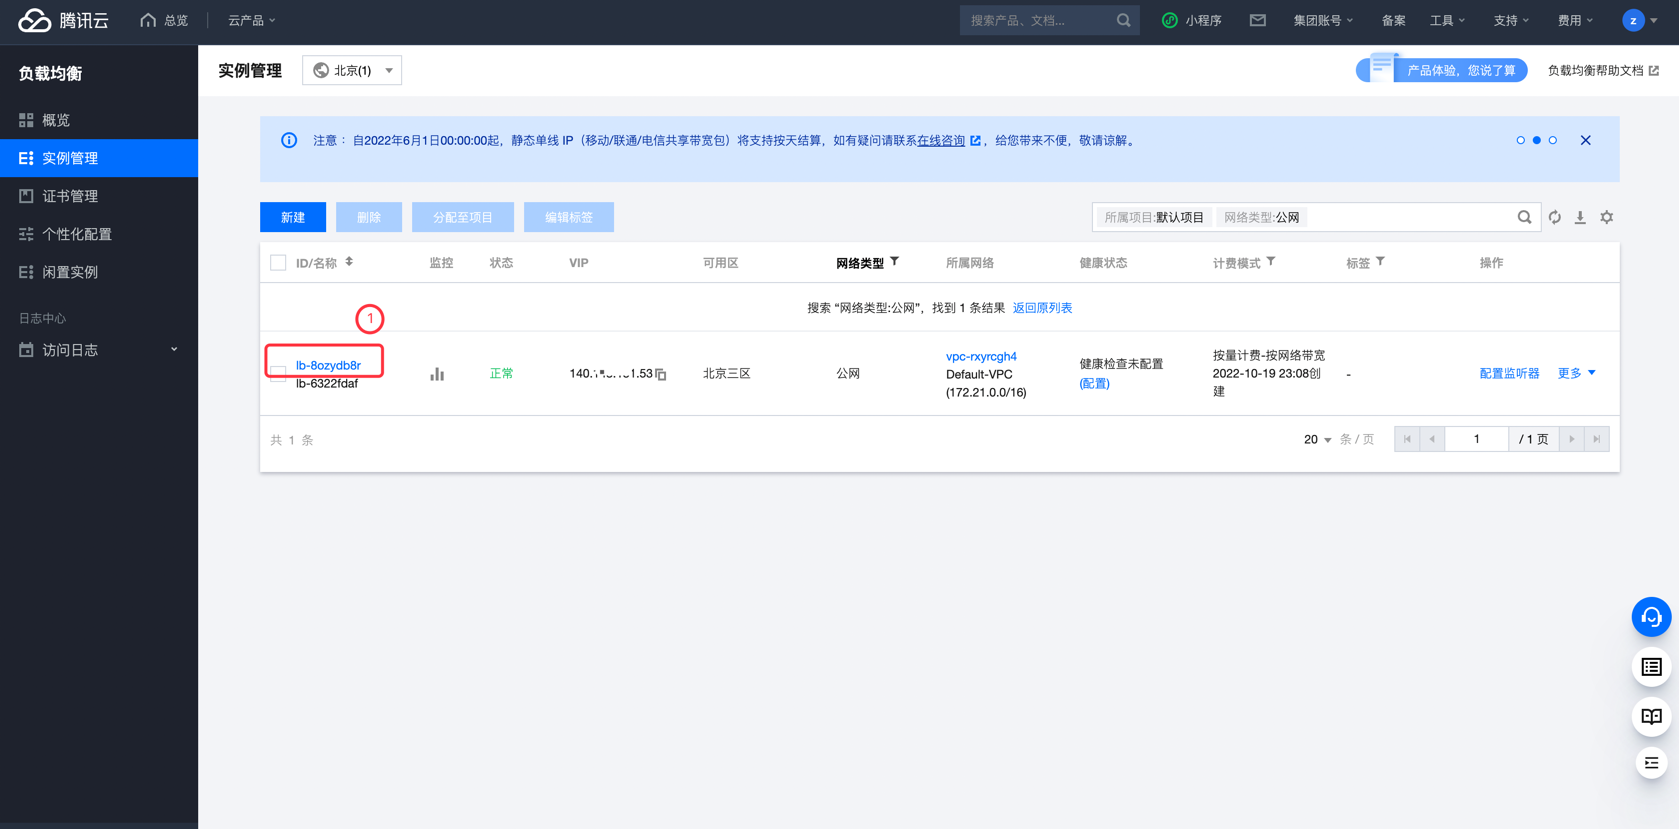 腾讯云 总览 云产品 搜索产品、文档... 小程序 集团账号 备案 工具 支持 费用 z
负载均衡
概览
实例管理
证书管理
个性化配置
闲置实例
日志中心
访问日志
实例管理 北京(1) 产品体验，您说了算 负载均衡帮助文档
注意： 自2022年6月1日00:00:00起，静态单线 IP（移动/联通/电信共享带宽包）将支持按天结算，如有疑问请联系在线咨询，给您带来不便，敬请谅解。
新建 删除 分配至项目 编辑标签 所属项目:默认项目 网络类型:公网
ID/名称 监控 状态 VIP 可用区 网络类型 所属网络 健康状态 计费模式 标签 操作
搜索 “网络类型:公网”，找到 1 条结果 返回原列表
1
lb-8ozydb8r
lb-6322fdaf
正常
140. .53
北京三区
公网
vpc-rxyrcgh4
Default-VPC
(172.21.0.0/16)
健康检查未配置
(配置)
按量计费-按网络带宽
2022-10-19 23:08创
建
-
配置监听器 更多
共 1 条 20 条 / 页 1 / 1 页